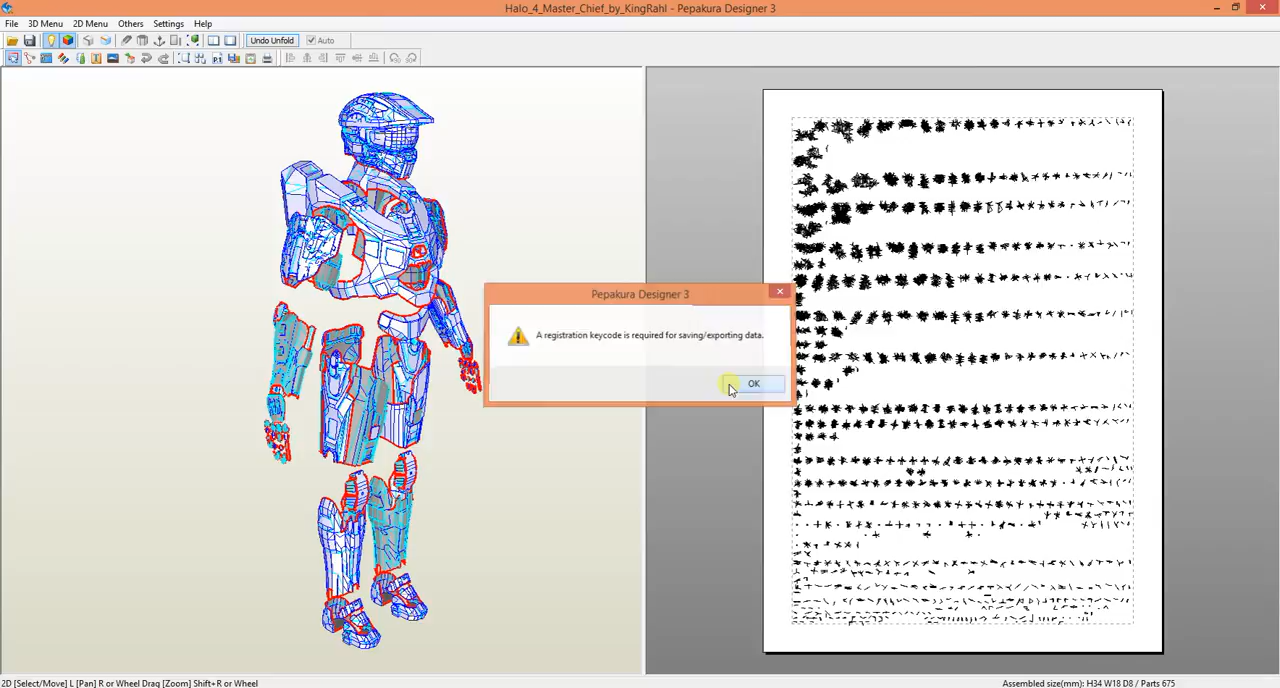 Halo_4_Master_Chief_by_KingRahl - Pepakura Designer 3
File 3D Menu 2D Menu Others Settings Help
Undo Unfold Auto
Pepakura Designer 3
A registration keycode is required for saving/exporting data.
OK
2D [Select/Move] L [Pan] R or Wheel Drag [Zoom] Shift+R or Wheel
Assembled size(mm): H34 W18 D8 / Parts 675